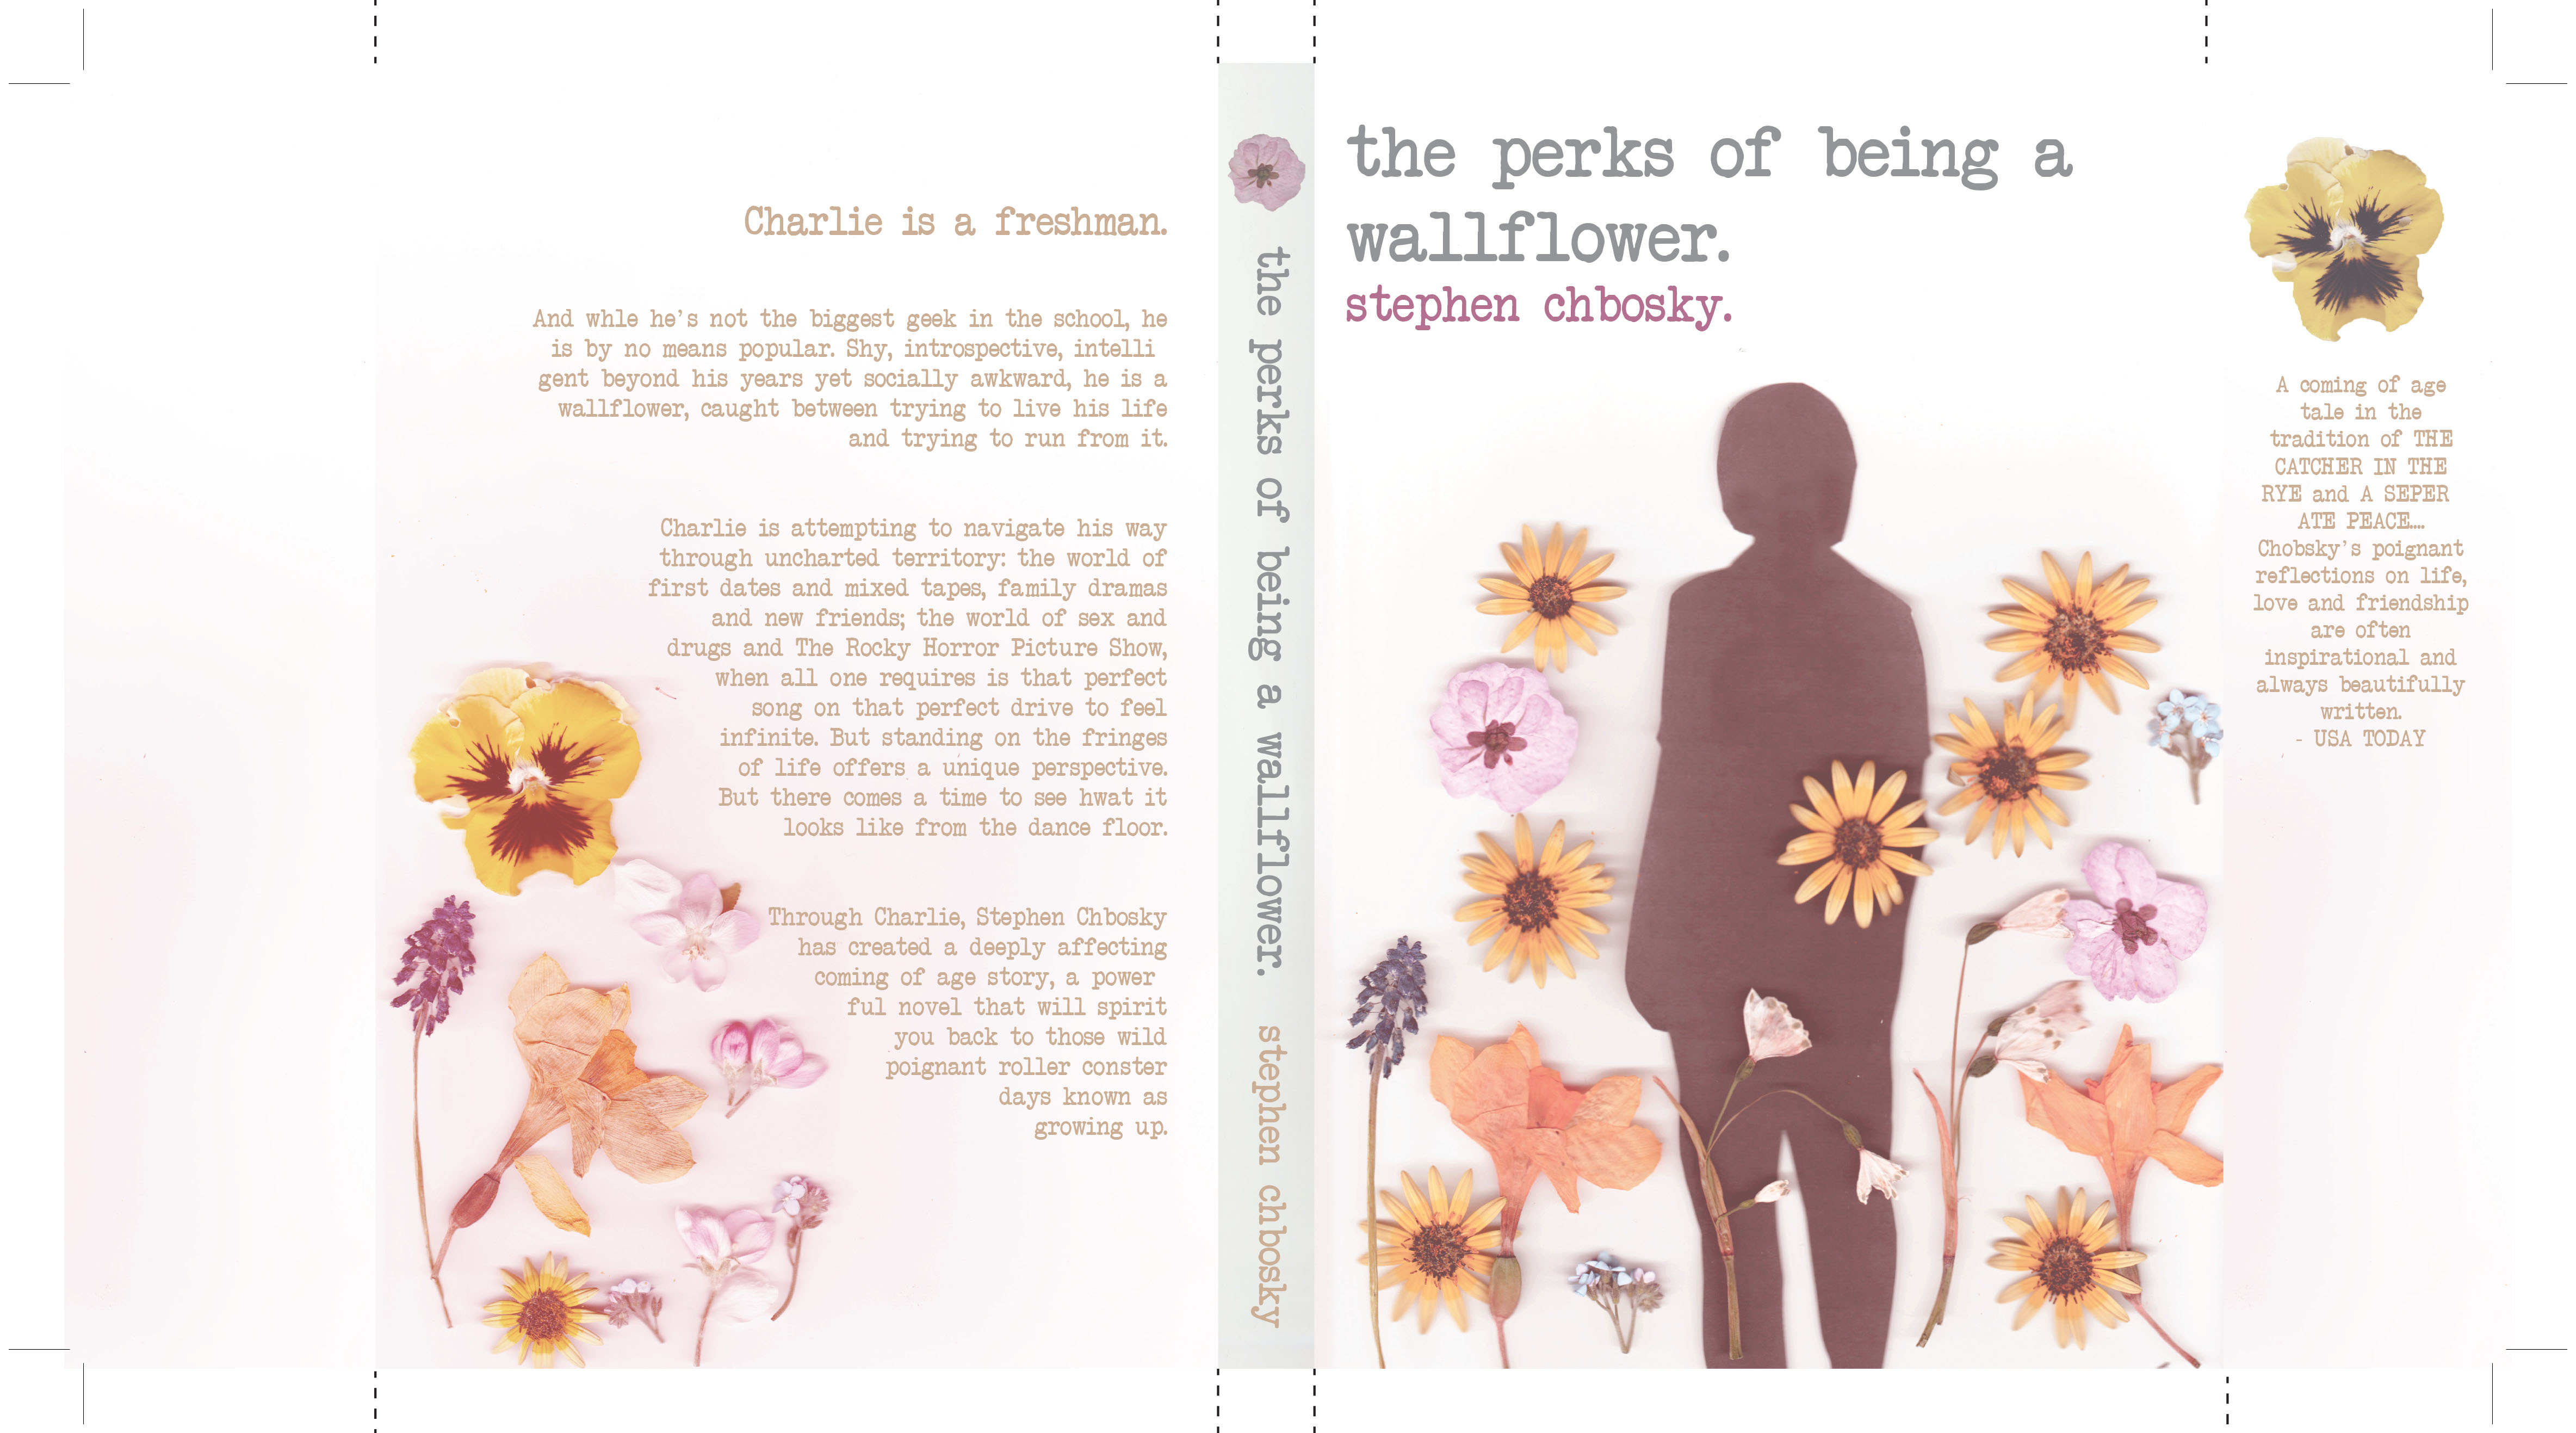 Charlie is a freshman.
And whle he's not the biggest geek in the school, he
is by no means popular. Shy, introspective, intelli
gent beyond his years yet socially awkward, he is a
wallflower, caught between trying to live his life
and trying to run from it.
Charlie is attempting to navigate his way
through uncharted territory: the world of
first dates and mixed tapes, family dramas
and new friends; the world of sex and
drugs and The Rocky Horror Picture Show,
when all one requires is that perfect
song on that perfect drive to feel
infinite. But standing on the fringes
of life offers a unique perspective.
But there comes a time to see hwat it
looks like from the dance floor.
Through Charlie, Stephen Chbosky
has created a deeply affecting
coming of age story, a power
ful novel that will spirit
you back to those wild
poignant roller conster
days known as
growing up.
the perks of being a wallflower. stephen chbosky
the perks of being a
wallflower.
stephen chbosky.
A coming of age
tale in the
tradition of THE
CATCHER IN THE
RYE and A SEPER
ATE PEACE....
Chobsky's poignant
reflections on life,
love and friendship
are often
inspirational and
always beautifully
written.
- USA TODAY